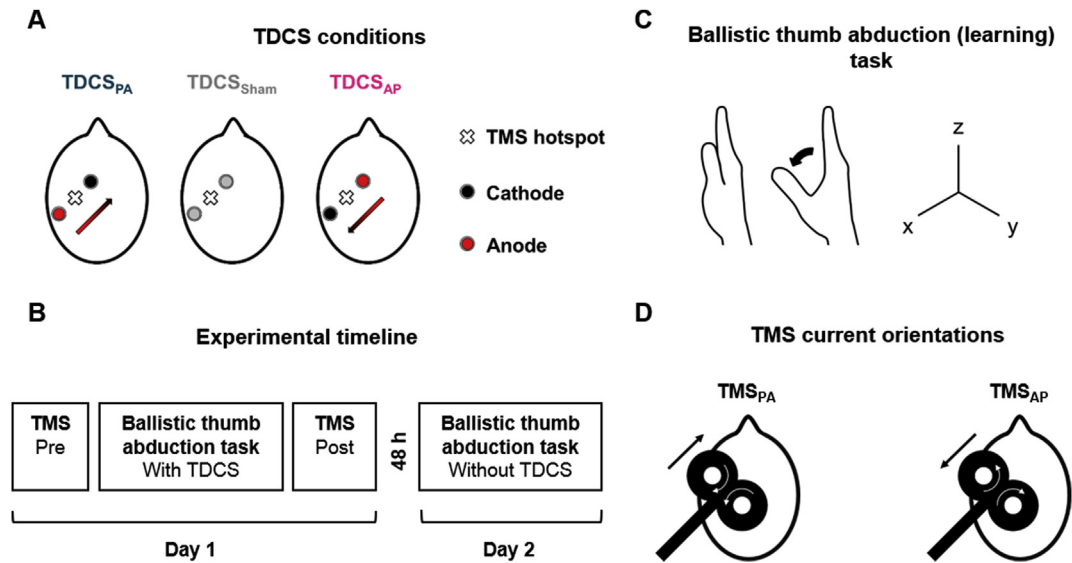 A
TDCS conditions
TDCSPA
TDCSSham
TDCSAP
TMS hotspot
Cathode
Anode
B
Experimental timeline
TMS
Pre
Ballistic thumb
abduction task
With TDCS
TMS
Post
48 h
Ballistic thumb
abduction task
Without TDCS
Day 1
Day 2
C
Ballistic thumb abduction (learning)
task
z
x
y
D
TMS current orientations
TMSPA
TMSAP